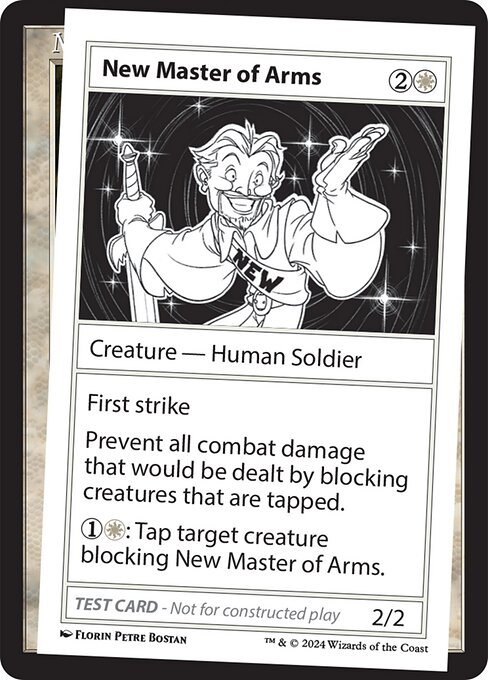 New Master of Arms 2
NEW
Creature — Human Soldier
First strike
Prevent all combat damage
that would be dealt by blocking
creatures that are tapped.
1: Tap target creature
blocking New Master of Arms.
TEST CARD - Not for constructed play 2/2
Florin Petre Bostan ™ & © 2024 Wizards of the Coast